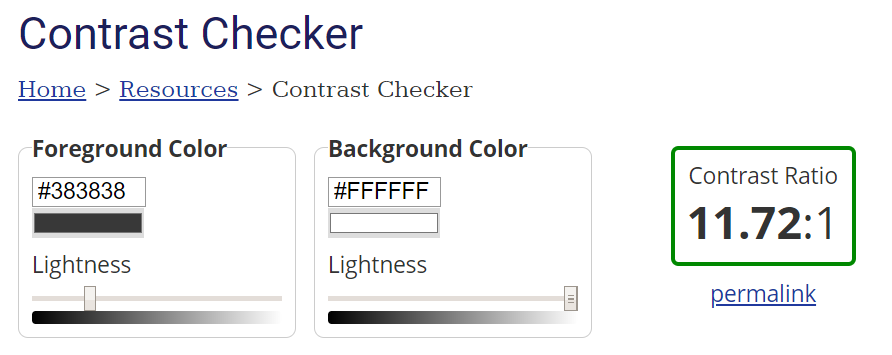 Contrast Checker
Home > Resources > Contrast Checker
Foreground Color
#383838
Lightness
Background Color
#FFFFFF
Lightness
Contrast Ratio
11.72:1
permalink